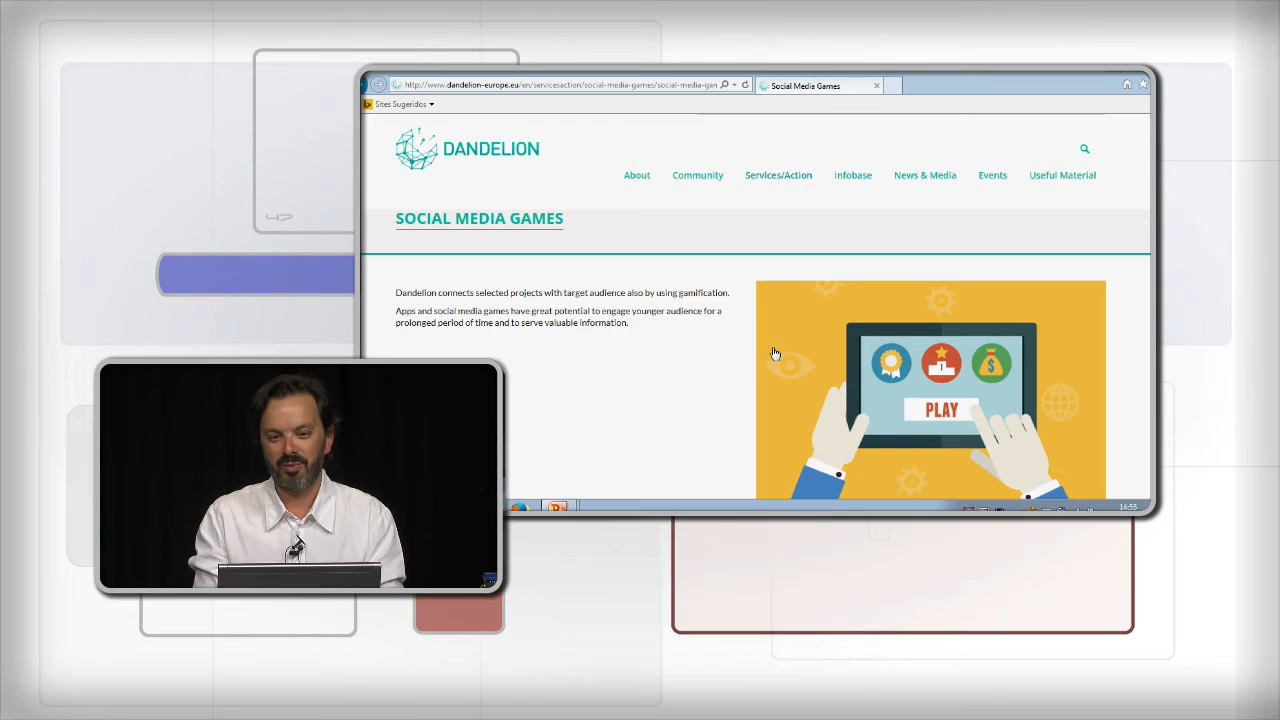 http://www.dandelion-europe.eu/en/servicesaction/social-media-games/social-media-gan
Social Media Games
Sites Sugeridos
DANDELION
About Community Services/Action Infobase News & Media Events Useful Material
SOCIAL MEDIA GAMES
Dandelion connects selected projects with target audience also by using gamification.
Apps and social media games have great potential to engage younger audience for a
prolonged period of time and to serve valuable information.
1
$
PLAY
14:55
47